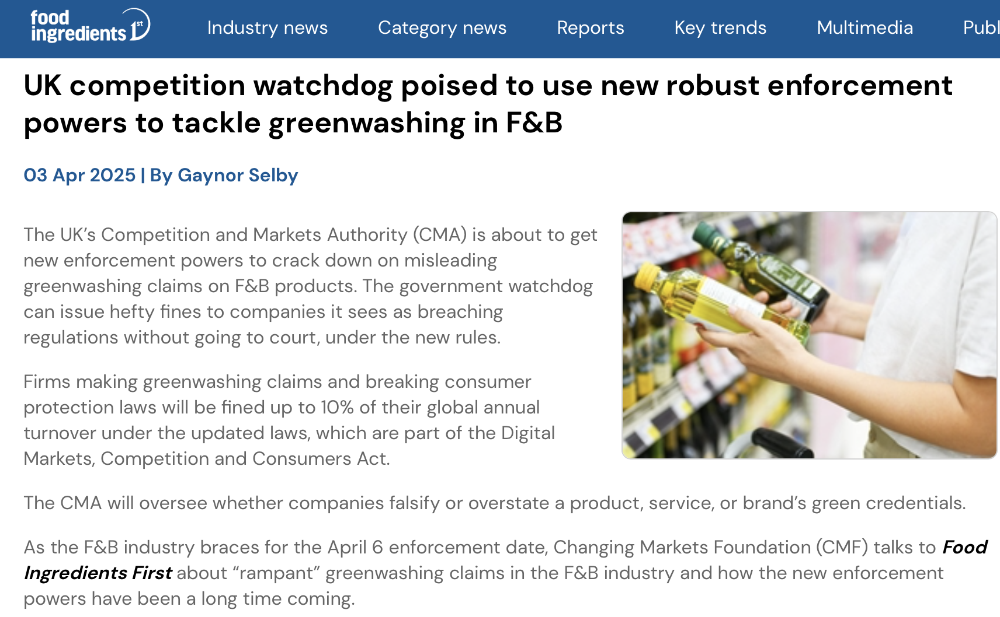 food
ingredients 1st
Industry news
Category news
Reports
Key trends
Multimedia
Publ
UK competition watchdog poised to use new robust enforcement
powers to tackle greenwashing in F&B
03 Apr 2025 | By Gaynor Selby
The UK’s Competition and Markets Authority (CMA) is about to get
new enforcement powers to crack down on misleading
greenwashing claims on F&B products. The government watchdog
can issue hefty fines to companies it sees as breaching
regulations without going to court, under the new rules.
Firms making greenwashing claims and breaking consumer
protection laws will be fined up to 10% of their global annual
turnover under the updated laws, which are part of the Digital
Markets, Competition and Consumers Act.
The CMA will oversee whether companies falsify or overstate a product, service, or brand’s green credentials.
As the F&B industry braces for the April 6 enforcement date, Changing Markets Foundation (CMF) talks to Food
Ingredients First about “rampant” greenwashing claims in the F&B industry and how the new enforcement
powers have been a long time coming.